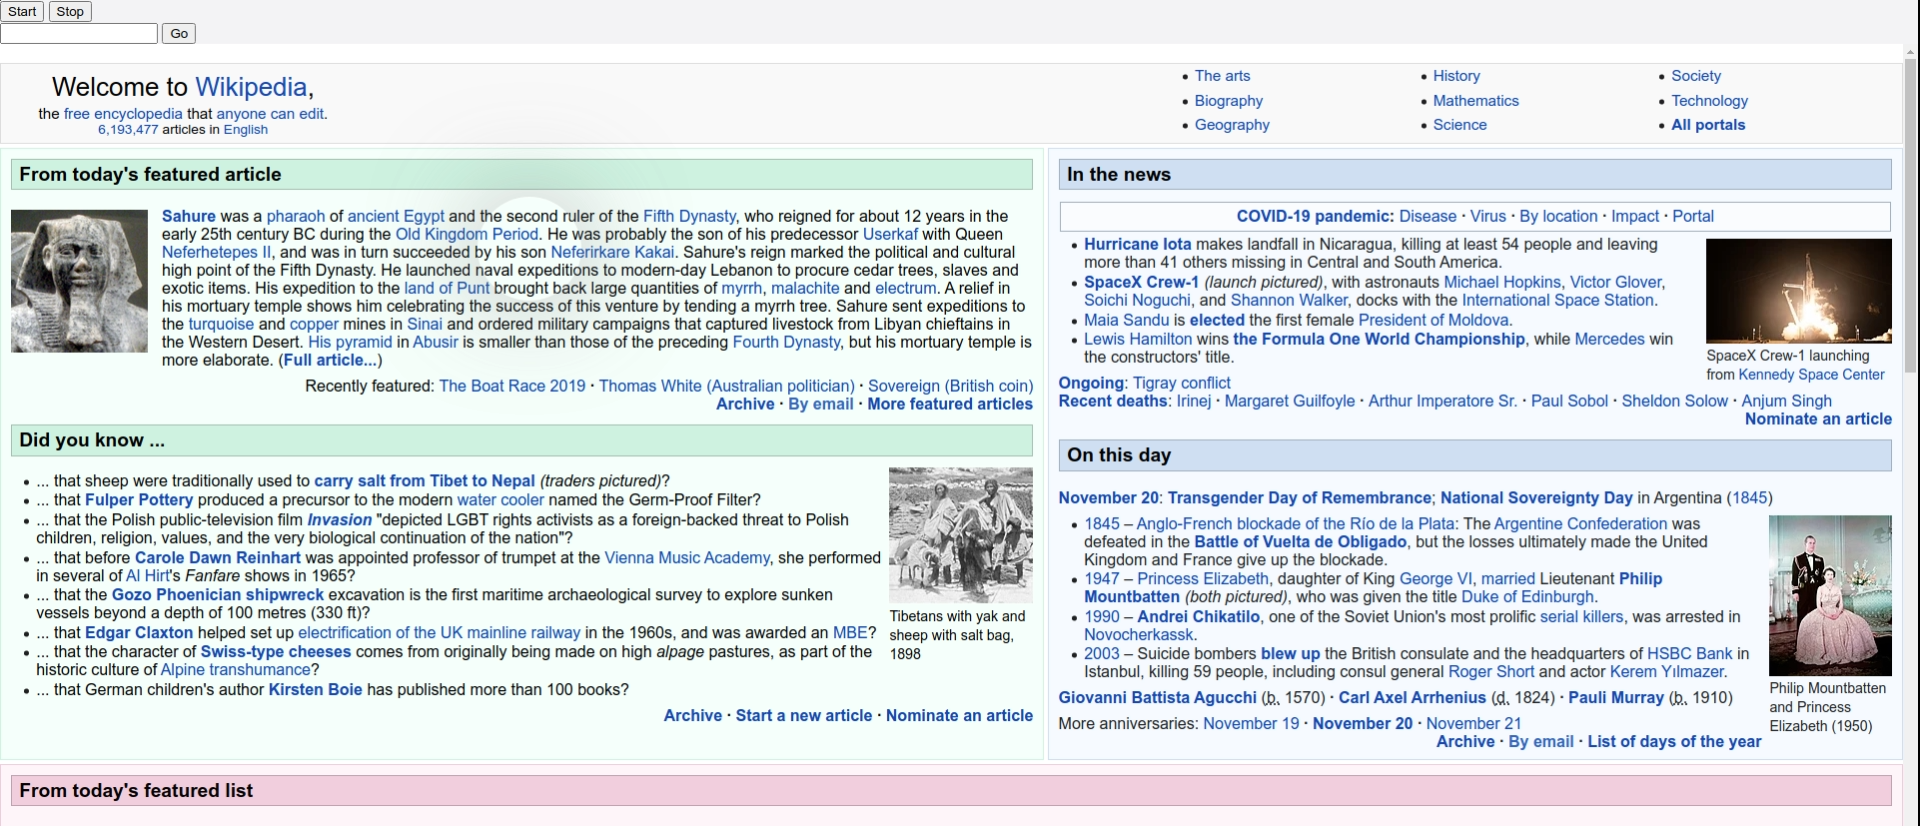 Start Stop
Go
Welcome to Wikipedia,
the free encyclopedia that anyone can edit.
6,193,477 articles in English
• The arts
• Biography
• Geography
• History
• Mathematics
• Science
• Society
• Technology
• All portals
From today's featured article
Sahure was a pharaoh of ancient Egypt and the second ruler of the Fifth Dynasty, who reigned for about 12 years in the
early 25th century BC during the Old Kingdom Period. He was probably the son of his predecessor Userkaf with Queen
Neferhetepes II, and was in turn succeeded by his son Neferirkare Kakai. Sahure's reign marked the political and cultural
high point of the Fifth Dynasty. He launched naval expeditions to modern-day Lebanon to procure cedar trees, slaves and
exotic items. His expedition to the land of Punt brought back large quantities of myrrh, malachite and electrum. A relief in
his mortuary temple shows him celebrating the success of this venture by tending a myrrh tree. Sahure sent expeditions to
the turquoise and copper mines in Sinai and ordered military campaigns that captured livestock from Libyan chieftains in
the Western Desert. His pyramid in Abusir is smaller than those of the preceding Fourth Dynasty, but his mortuary temple is
more elaborate. (Full article...)
Recently featured: The Boat Race 2019 · Thomas White (Australian politician) · Sovereign (British coin)
Archive · By email · More featured articles
Did you know ...
• ... that sheep were traditionally used to carry salt from Tibet to Nepal (traders pictured)?
• ... that Fulper Pottery produced a precursor to the modern water cooler named the Germ-Proof Filter?
• ... that the Polish public-television film Invasion "depicted LGBT rights activists as a foreign-backed threat to Polish
children, religion, values, and the very biological continuation of the nation"?
• ... that before Carole Dawn Reinhart was appointed professor of trumpet at the Vienna Music Academy, she performed
in several of Al Hirt's Fanfare shows in 1965?
• ... that the Gozo Phoenician shipwreck excavation is the first maritime archaeological survey to explore sunken
vessels beyond a depth of 100 metres (330 ft)?
• ... that Edgar Claxton helped set up electrification of the UK mainline railway in the 1960s, and was awarded an MBE?
• ... that the character of Swiss-type cheeses comes from originally being made on high alpage pastures, as part of the
historic culture of Alpine transhumance?
• ... that German children's author Kirsten Boie has published more than 100 books?
Tibetans with yak and
sheep with salt bag,
1898
Archive · Start a new article · Nominate an article
In the news
COVID-19 pandemic: Disease · Virus · By location · Impact · Portal
• Hurricane Iota makes landfall in Nicaragua, killing at least 54 people and leaving
more than 41 others missing in Central and South America.
• SpaceX Crew-1 (launch pictured), with astronauts Michael Hopkins, Victor Glover,
Soichi Noguchi, and Shannon Walker, docks with the International Space Station.
• Maia Sandu is elected the first female President of Moldova.
• Lewis Hamilton wins the Formula One World Championship, while Mercedes win
the constructors' title.
SpaceX Crew-1 launching
from Kennedy Space Center
Ongoing: Tigray conflict
Recent deaths: Irinej · Margaret Guilfoyle · Arthur Imperatore Sr. · Paul Sobol · Sheldon Solow · Anjum Singh
Nominate an article
On this day
November 20: Transgender Day of Remembrance; National Sovereignty Day in Argentina (1845)
• 1845 – Anglo-French blockade of the Río de la Plata: The Argentine Confederation was
defeated in the Battle of Vuelta de Obligado, but the losses ultimately made the United
Kingdom and France give up the blockade.
• 1947 – Princess Elizabeth, daughter of King George VI, married Lieutenant Philip
Mountbatten (both pictured), who was given the title Duke of Edinburgh.
• 1990 – Andrei Chikatilo, one of the Soviet Union's most prolific serial killers, was arrested in
Novocherkassk.
• 2003 – Suicide bombers blew up the British consulate and the headquarters of HSBC Bank in
Istanbul, killing 59 people, including consul general Roger Short and actor Kerem Yılmazer.
Philip Mountbatten
and Princess
Elizabeth (1950)
Giovanni Battista Agucchi (b. 1570) · Carl Axel Arrhenius (d. 1824) · Pauli Murray (b. 1910)
More anniversaries: November 19 · November 20 · November 21
Archive · By email · List of days of the year
From today's featured list